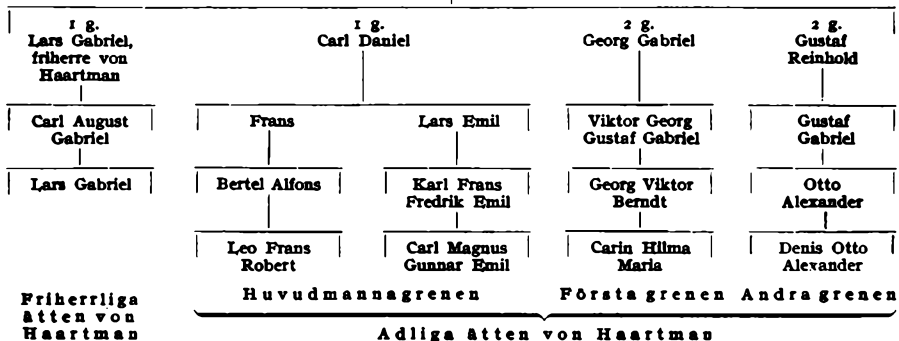 1 g.
Lars Gabriel,
friherre von
Haartman
1 g.
Carl Daniel
2 g.
Georg Gabriel
2 g.
Gustaf
Reinhold
Carl August
Gabriel
Frans
Lars Emil
Viktor Georg
Gustaf Gabriel
Gustaf
Gabriel
Lars Gabriel
Bertel Alfons
Karl Frans
Fredrik Emil
Georg Viktor
Berndt
Otto
Alexander
Leo Frans
Robert
Carl Magnus
Gunnar Emil
Carin Hilma
Maria
Denis Otto
Alexander
Friherrliga
ätten von
Haartman
Huvudmannagrenen
Första grenen
Andra grenen
Adliga ätten von Haartman